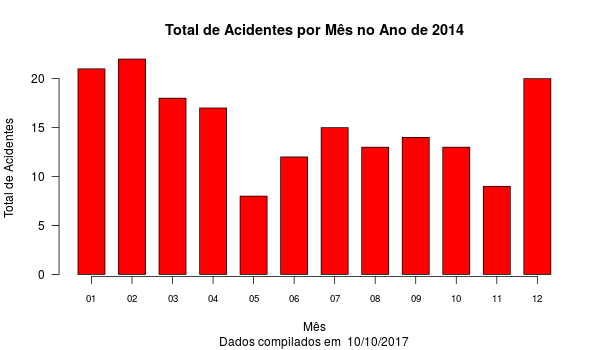 Total de Acidentes por Mês no Ano de 2014
Total de Acidentes
20
15
10
5
0
01 02 03 04 05 06 07 08 09 10 11 12
Mês
Dados compilados em  10/10/2017